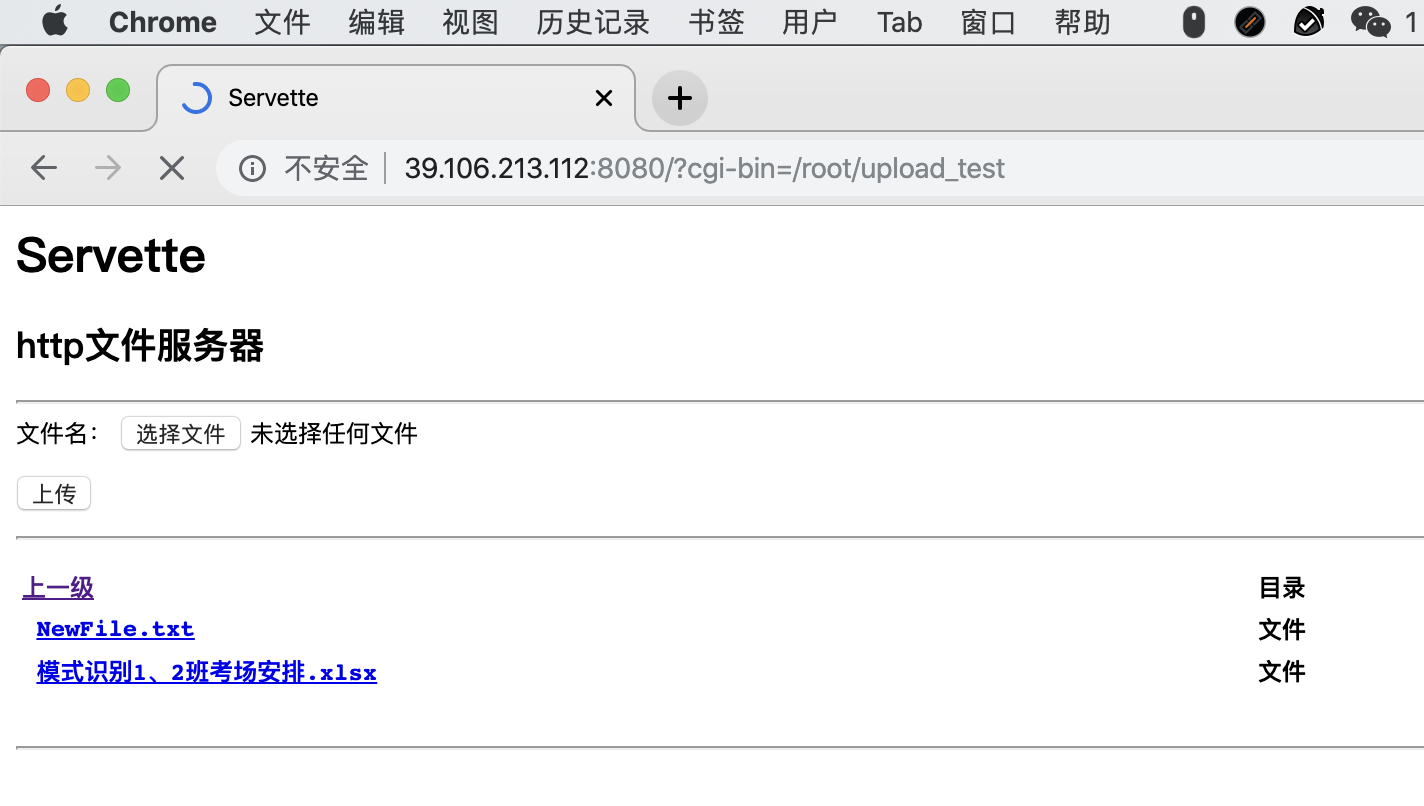 Chrome 文件 编辑 视图 历史记录 书签 用户 Tab 窗口 帮助 1
Servette
不安全 39.106.213.112:8080/?cgi-bin=/root/upload_test
Servette
http文件服务器
文件名： 选择文件 未选择任何文件
上传
上一级 目录
NewFile.txt 文件
模式识别1、2班考场安排.xlsx 文件